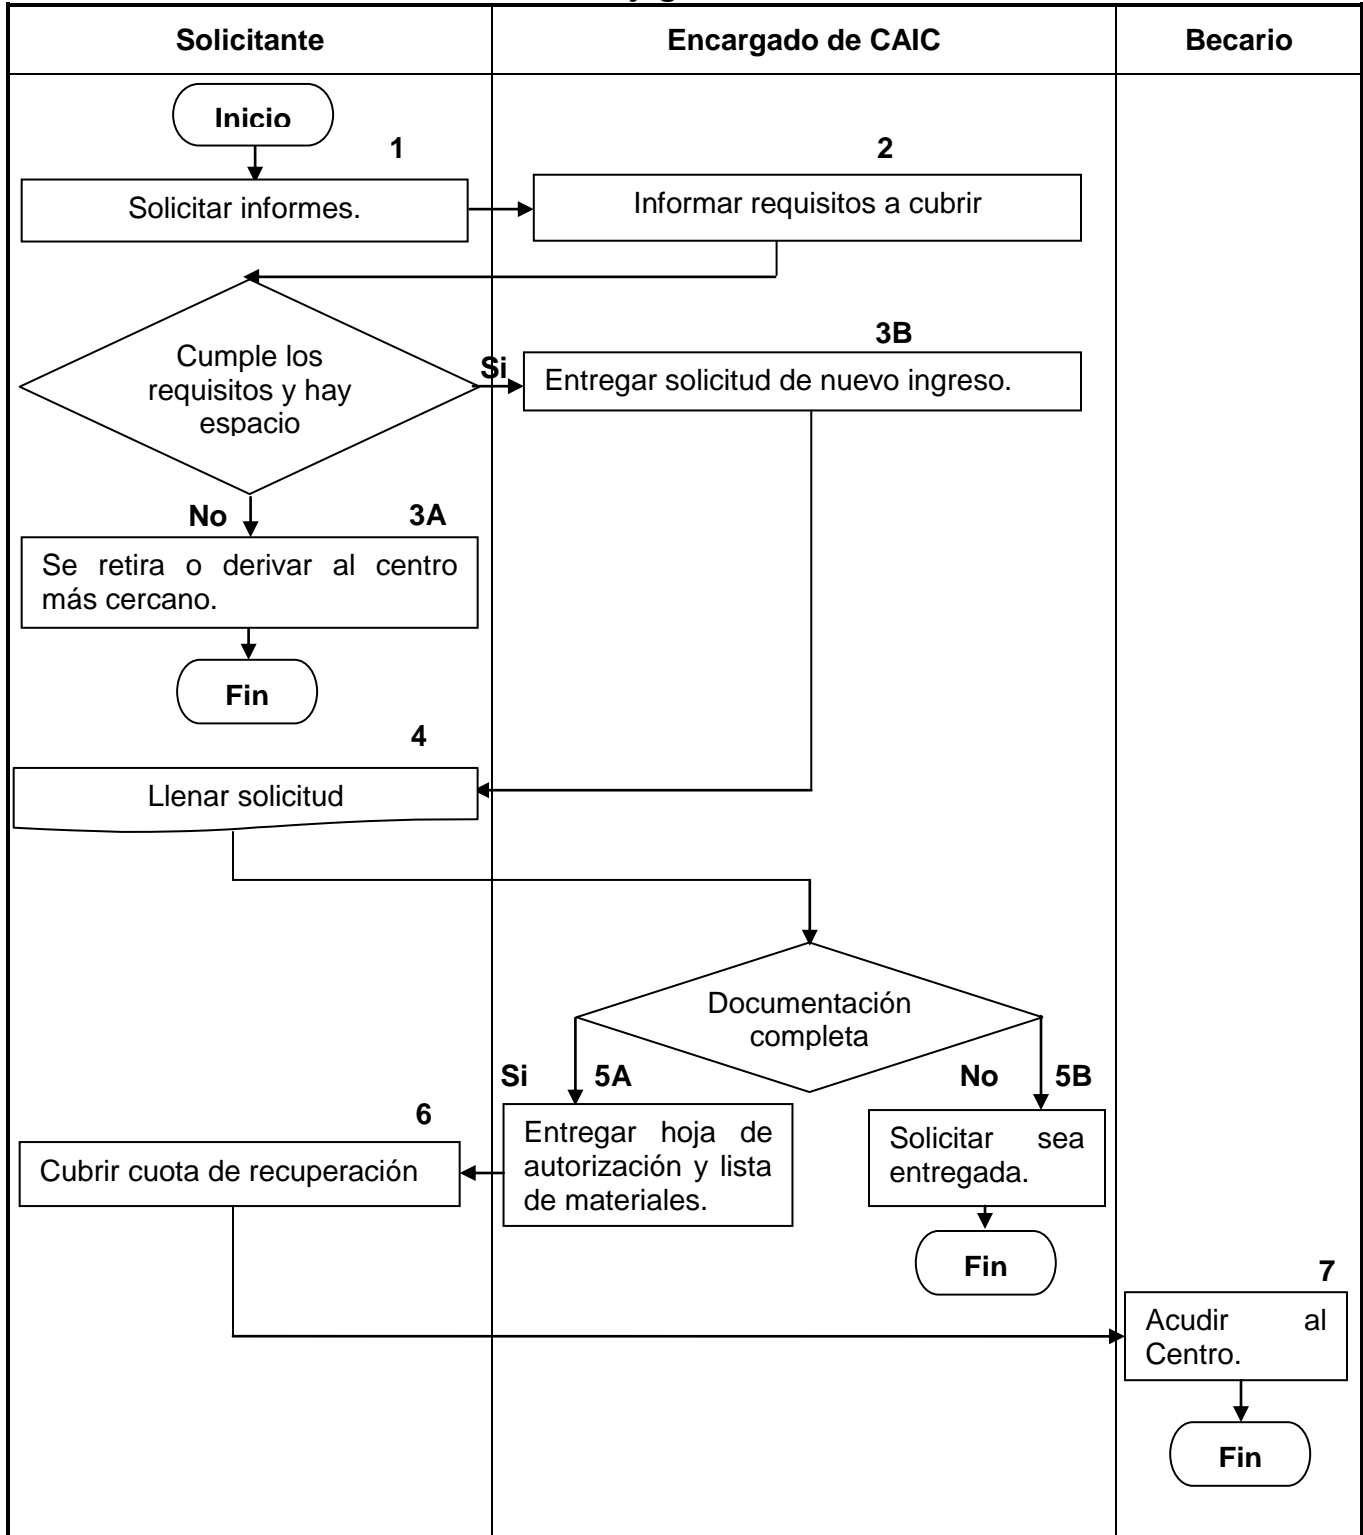 Solicitante
Encargado de CAIC
Becario
Inicio
1
2
Solicitar informes.
Informar requisitos a cubrir
3B
Cumple los
requisitos y hay
espacio
Si
Entregar solicitud de nuevo ingreso.
No
3A
Se retira o derivar al centro
más cercano.
Fin
4
Llenar solicitud
Documentación
completa
Si
5A
No
5B
6
Entregar hoja de
autorización y lista
de materiales.
Solicitar sea
entregada.
Cubrir cuota de recuperación
Fin
7
Acudir al
Centro.
Fin